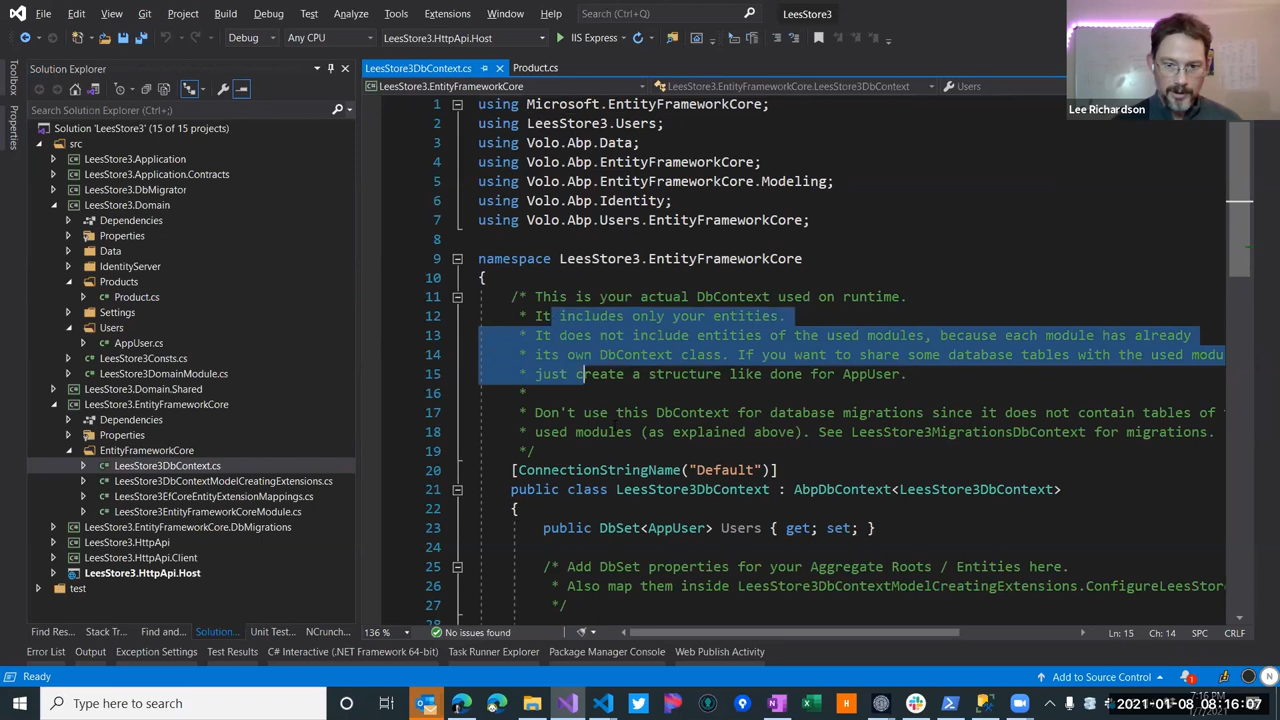 File Edit View Git Project Build Debug Test Analyze Tools Extensions Window Help Search (Ctrl+Q) LeesStore3
Debug Any CPU LeesStore3.HttpApi.Host IIS Express
Lee Richardson
Toolbox
Properties
Solution Explorer
Search Solution Explorer (Ctrl+;)
Solution 'LeesStore3' (15 of 15 projects)
src
LeesStore3.Application
LeesStore3.Application.Contracts
LeesStore3.DbMigrator
LeesStore3.Domain
Dependencies
Properties
Data
IdentityServer
Products
Product.cs
Settings
Users
AppUser.cs
LeesStore3Consts.cs
LeesStore3DomainModule.cs
LeesStore3.Domain.Shared
LeesStore3.EntityFrameworkCore
Dependencies
Properties
EntityFrameworkCore
LeesStore3DbContext.cs
LeesStore3DbContextModelCreatingExtensions.cs
LeesStore3EfCoreEntityExtensionMappings.cs
LeesStore3EntityFrameworkCoreModule.cs
LeesStore3.EntityFrameworkCore.DbMigrations
LeesStore3.HttpApi
LeesStore3.HttpApi.Client
LeesStore3.HttpApi.Host
test
Find Res... Stack Tr... Find and... Solution... Unit Test... NCrunch...
LeesStore3DbContext.cs Product.cs
LeesStore3.EntityFrameworkCore LeesStore3.EntityFrameworkCore.LeesStore3DbContext Users
1 using Microsoft.EntityFrameworkCore;
2 using LeesStore3.Users;
3 using Volo.Abp.Data;
4 using Volo.Abp.EntityFrameworkCore;
5 using Volo.Abp.EntityFrameworkCore.Modeling;
6 using Volo.Abp.Identity;
7 using Volo.Abp.Users.EntityFrameworkCore;
8
9 namespace LeesStore3.EntityFrameworkCore
10 {
11 /* This is your actual DbContext used on runtime.
12 * It includes only your entities.
13 * It does not include entities of the used modules, because each module has already
14 * its own DbContext class. If you want to share some database tables with the used modu
15 * just create a structure like done for AppUser.
16 *
17 * Don't use this DbContext for database migrations since it does not contain tables of
18 * used modules (as explained above). See LeesStore3MigrationsDbContext for migrations.
19 */
20 [ConnectionStringName("Default")]
21 public class LeesStore3DbContext : AbpDbContext<LeesStore3DbContext>
22 {
23 public DbSet<AppUser> Users { get; set; }
24
25 /* Add DbSet properties for your Aggregate Roots / Entities here.
26 * Also map them inside LeesStore3DbContextModelCreatingExtensions.ConfigureLeesStor
27 */
28
136 % No issues found Ln: 15 Ch: 14 SPC CRLF
Error List Output Exception Settings Test Results C# Interactive (.NET Framework 64-bit) Task Runner Explorer Package Manager Console Web Publish Activity
Ready Add to Source Control 1
Type here to search
7:16 PM
1/7/2021
2021-01-08 08:16:07